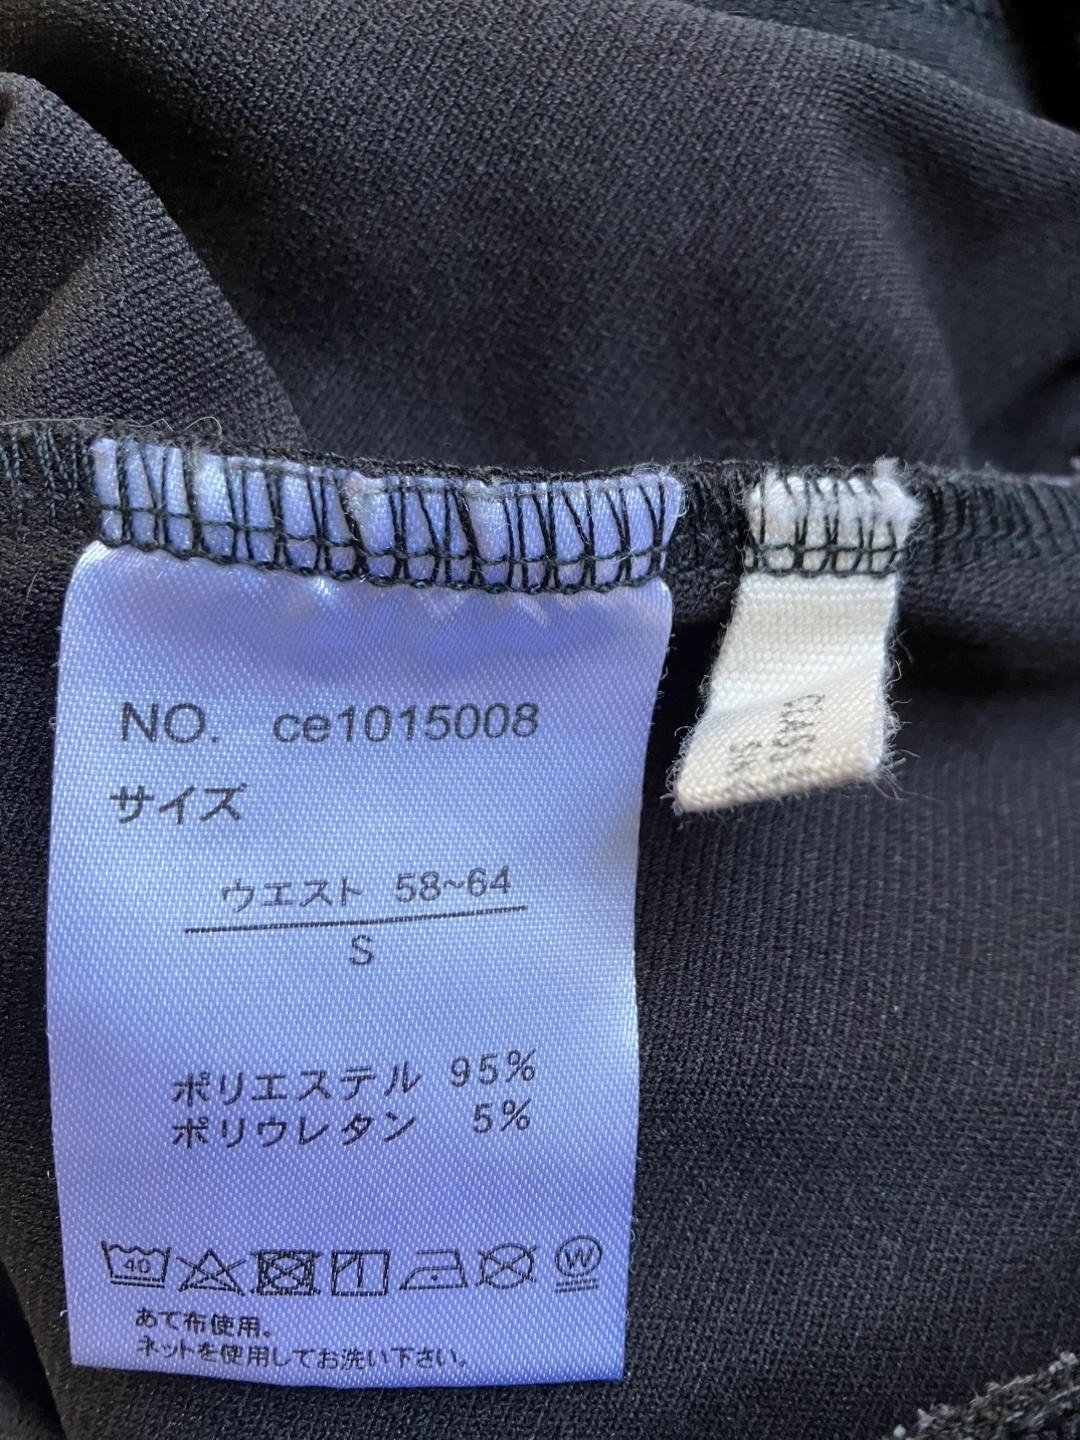 NO. ce1015008
サイズ
ウエスト 58~64
S
ポリエステル 95%
ポリウレタン 5%
40
W
あて布使用。
ネットを使用してお洗い下さい。
CLASS